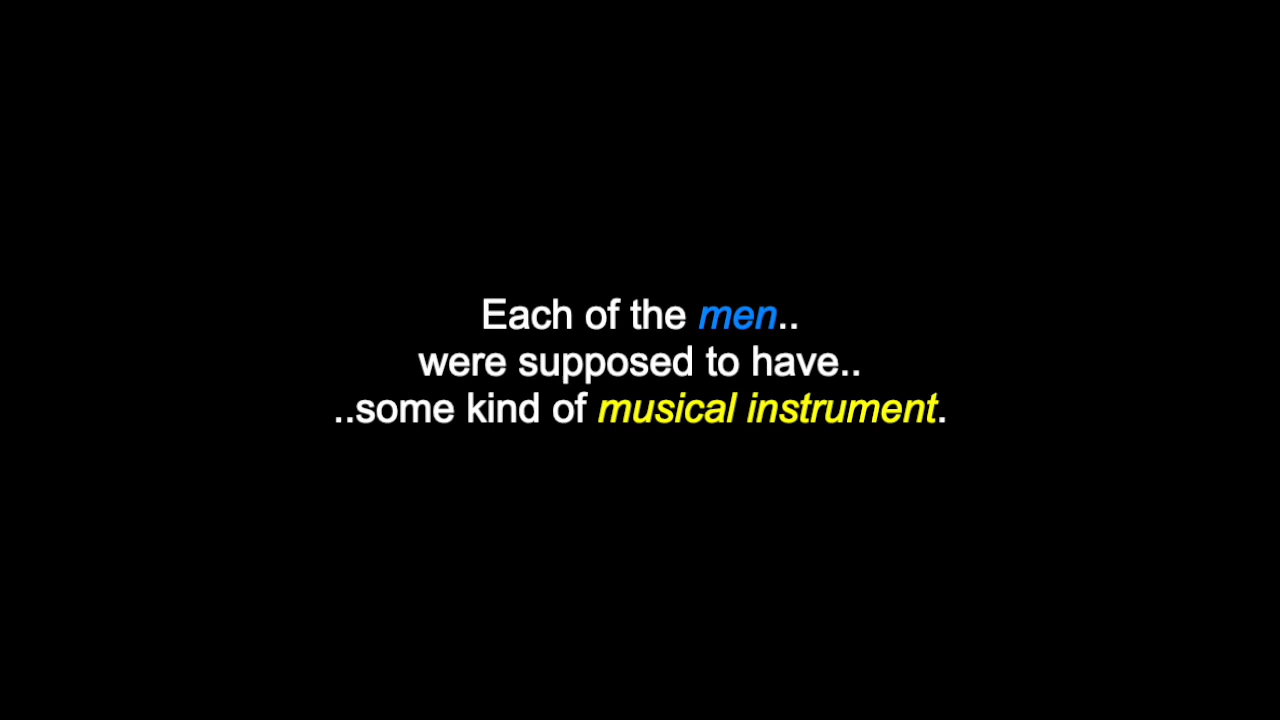 Each of the men..
were supposed to have..
..some kind of musical instrument.